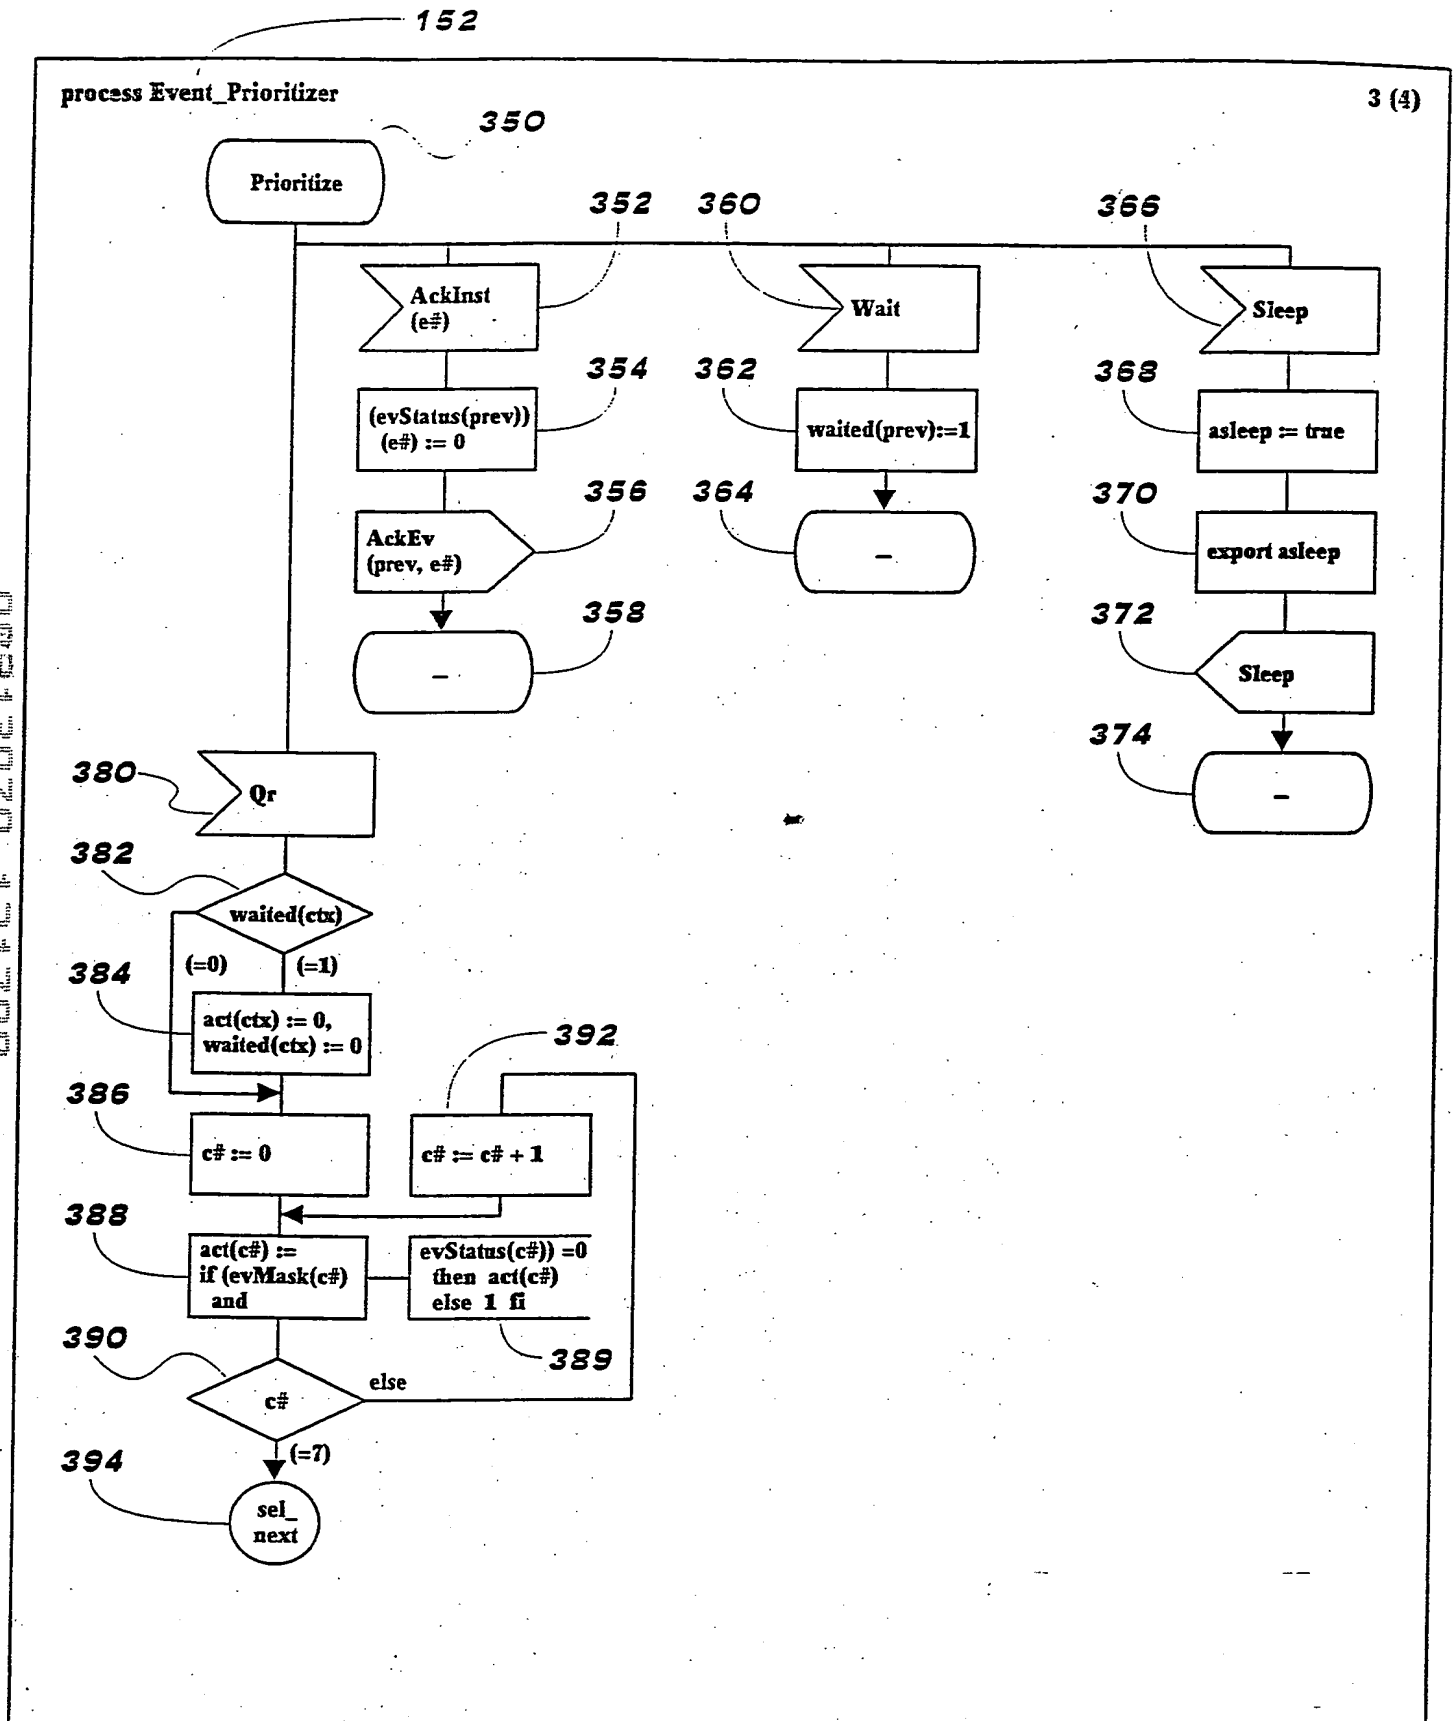 152
process Event_Prioritizer
3 (4)
350
Prioritize
352
360
366
AckInst
(e#)
Wait
Sleep
354
362
368
(evStatus(prev))
(e#) := 0
waited(prev):=1
asleep := true
356
364
370
AckEv
(prev, e#)
–
export asleep
358
372
–
Sleep
374
–
380
Qr
382
waited(ctx)
(=0)
(=1)
384
act(ctx) := 0,
waited(ctx) := 0
392
386
c# := 0
c# := c# + 1
388
act(c#) :=
if (evMask(c#)
and
evStatus(c#)) =0
then act(c#)
else 1 fi
389
390
c#
else
(=7)
394
sel_
next